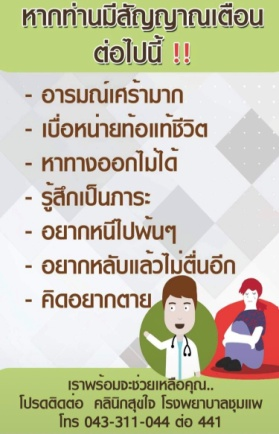 หากท่านมีสัญญาณเตือน
ต่อไปนี้ !!
- อารมณ์เศร้ามาก
- เบื่อหน่ายท้อแท้ชีวิต
- หาทางออกไม่ได้
- รู้สึกเป็นภาระ
- อยากหนีไปพ้นๆ
- อยากหลับแล้วไม่ตื่นอีก
- คิดอยากตาย
เราพร้อมจะช่วยเหลือคุณ..
โปรดติดต่อ คลินิกสุขใจ โรงพยาบาลชุมแพ
โทร 043-311-044 ต่อ 441